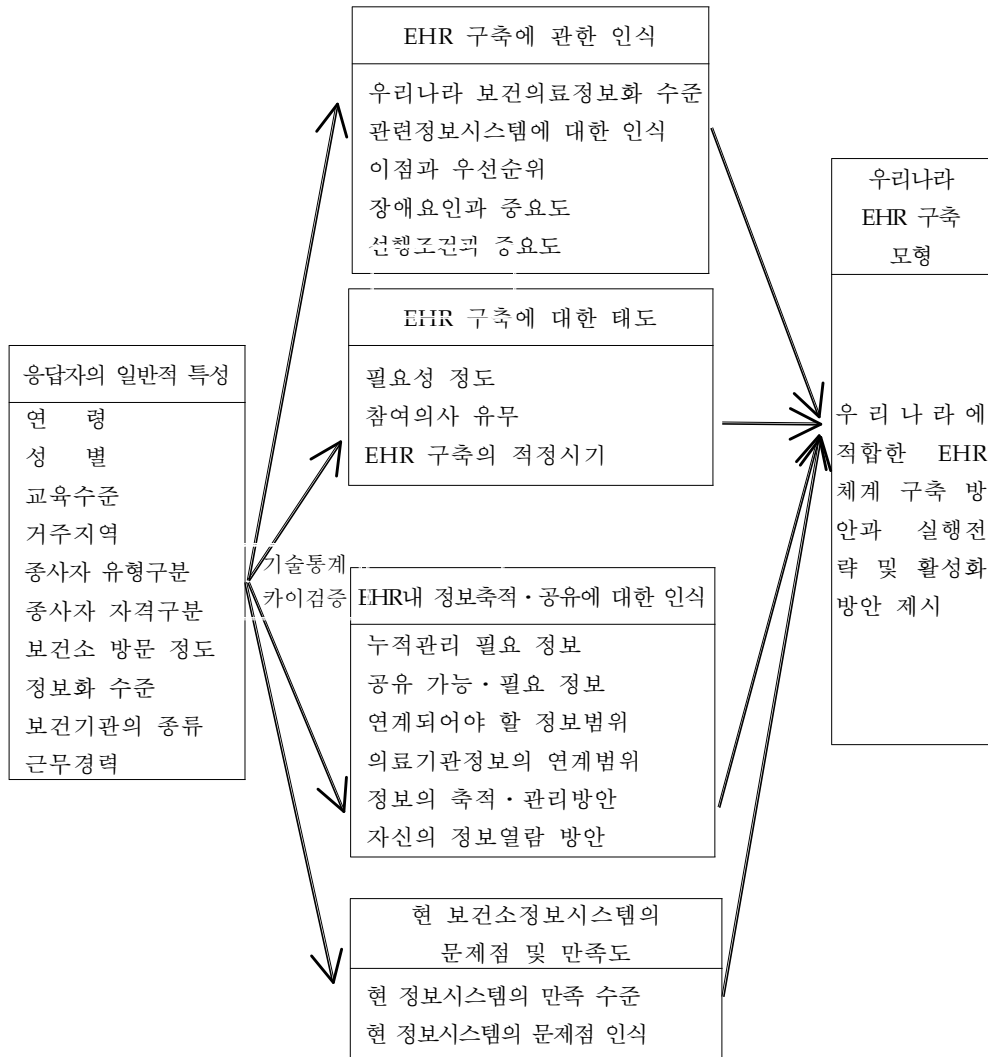 EHR 구축에 관한 인식
우리나라 보건의료정보화 수준
관련정보시스템에 대한 인식
이점과 우선순위
장애요인과 중요도
선행조건과 중요도
EHR 구축에 대한 태도
필요성 정도
참여의사 유무
EHR 구축의 적정시기
응답자의 일반적 특성
연 령
성 별
교육수준
거주지역
종사자 유형구분
종사자 자격구분
보건소 방문 정도
정보화 수준
보건기관의 종류
근무경력
기술통계
카이검증
EHR내 정보축적·공유에 대한 인식
누적관리 필요 정보
공유 가능·필요 정보
연계되어야 할 정보범위
의료기관정보의 연계범위
정보의 축적·관리방안
자신의 정보열람 방안
현 보건소정보시스템의
문제점 및 만족도
현 정보시스템의 만족 수준
현 정보시스템의 문제점 인식
우리나라
EHR 구축
모형
우리나라에
적합한 EHR
체계 구축 방
안과 실행전
략 및 활성화
방안 제시